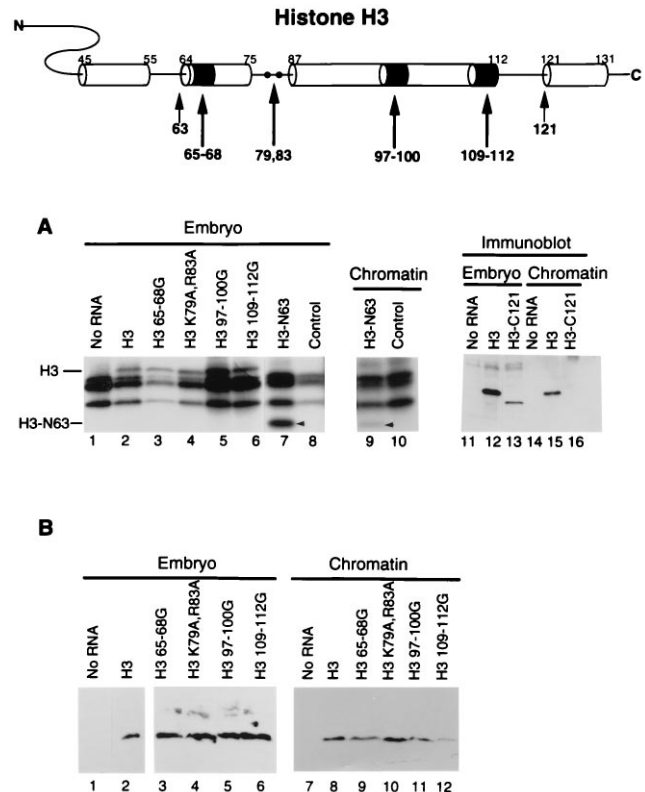 Histone H3
N
45 55 64 75 87 112 121 131
C
63
65-68
79,83
97-100
109-112
121
A
Embryo
Chromatin
Immunoblot
Embryo Chromatin
No RNA
H3
H3 65-68G
H3 K79A,R83A
H3 97-100G
H3 109-112G
H3-N63
Control
H3-N63
Control
No RNA
H3
H3-C121
No RNA
H3
H3-C121
H3
H3-N63
1 2 3 4 5 6 7 8 9 10 11 12 13 14 15 16
B
Embryo
Chromatin
No RNA
H3
H3 65-68G
H3 K79A,R83A
H3 97-100G
H3 109-112G
No RNA
H3
H3 65-68G
H3 K79A,R83A
H3 97-100G
H3 109-112G
1 2 3 4 5 6 7 8 9 10 11 12